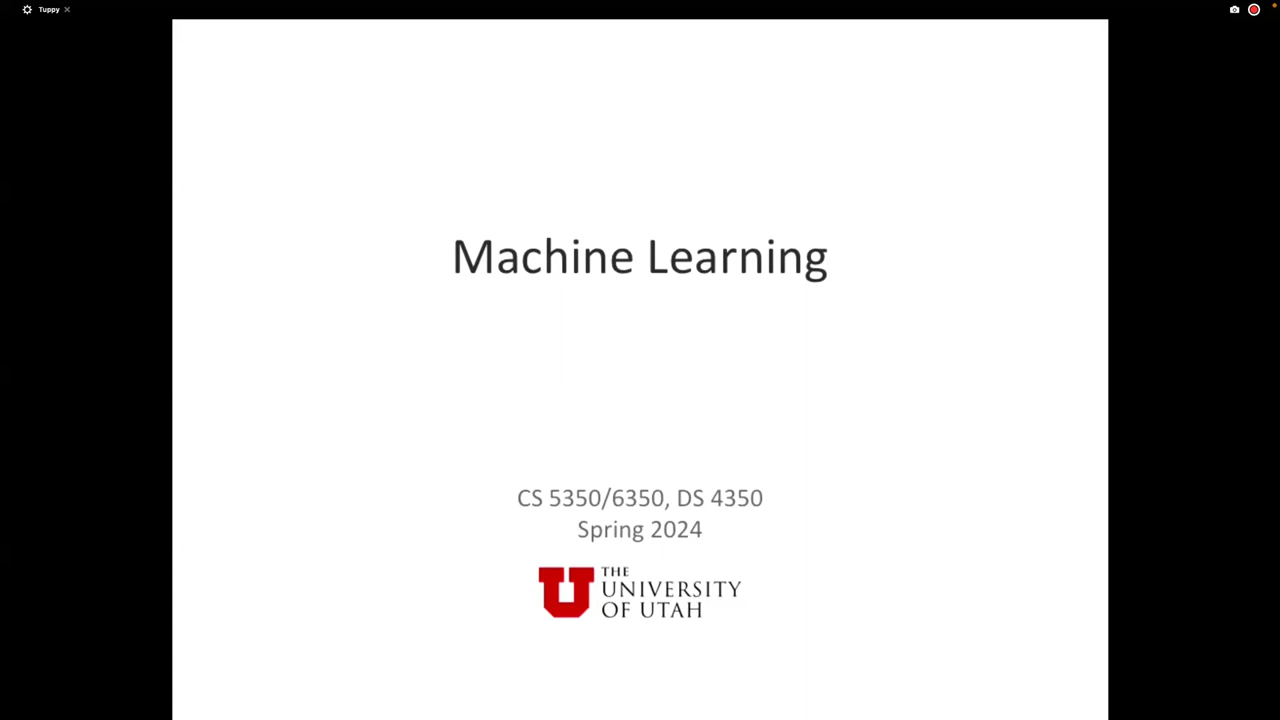 Tuppy
Machine Learning
CS 5350/6350, DS 4350
Spring 2024
U THE
UNIVERSITY
OF UTAH